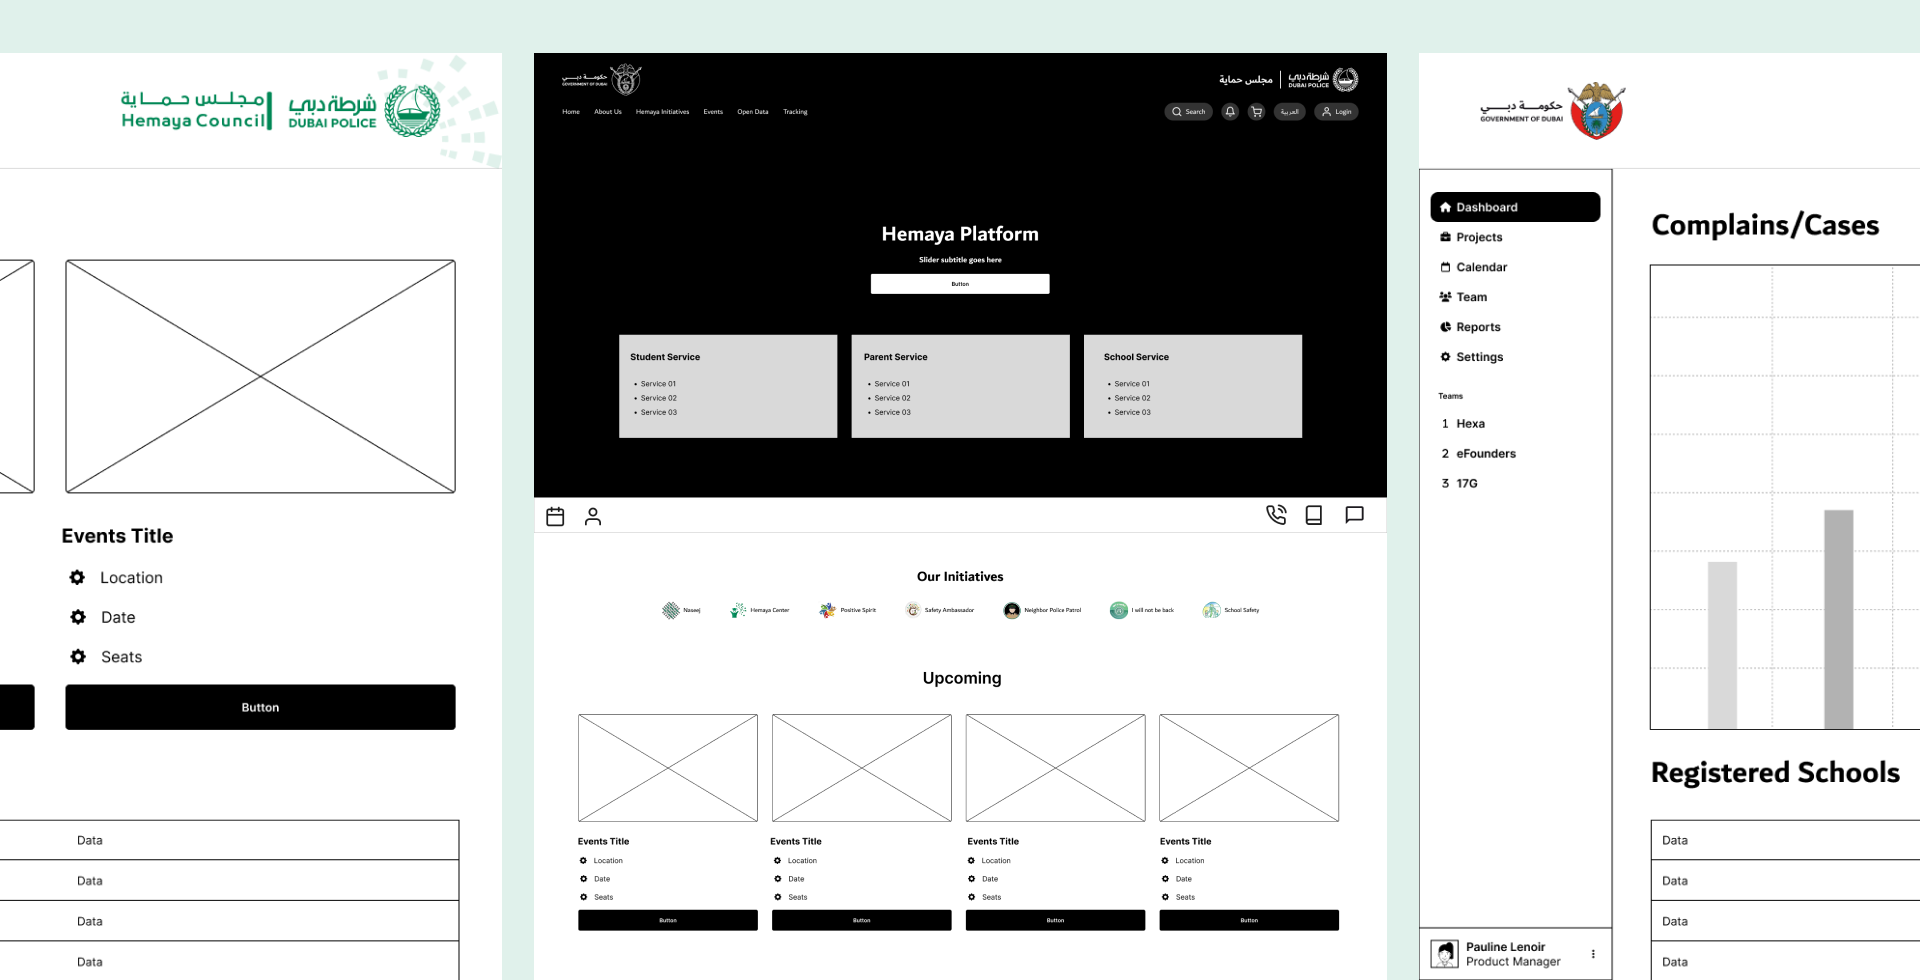 مجلس حماية
Hemaya Council
شرطة دبي
DUBAI POLICE
Events Title
Location
Date
Seats
Button
Data
Data
Data
Data
حكومة دبي
GOVERNMENT OF DUBAI
مجلس حماية
شرطة دبي
DUBAI POLICE
Home About Us Hemaya Initiatives Events Open Data Tracking
Search العربية Login
Hemaya Platform
Slider subtitle goes here
Button
Student Service
• Service 01
• Service 02
• Service 03
Parent Service
• Service 01
• Service 02
• Service 03
School Service
• Service 01
• Service 02
• Service 03
Our Initiatives
Naseej Hemaya Center Positive Spirit Safety Ambassador Neighbor Police Patrol I will not be back School Safety
Upcoming
Events Title
Location
Date
Seats
Button
Events Title
Location
Date
Seats
Button
Events Title
Location
Date
Seats
Button
Events Title
Location
Date
Seats
Button
حكومة دبي
GOVERNMENT OF DUBAI
Dashboard
Projects
Calendar
Team
Reports
Settings
Teams
1 Hexa
2 eFounders
3 17G
Pauline Lenoir
Product Manager
Complains/Cases
Registered Schools
Data
Data
Data
Data